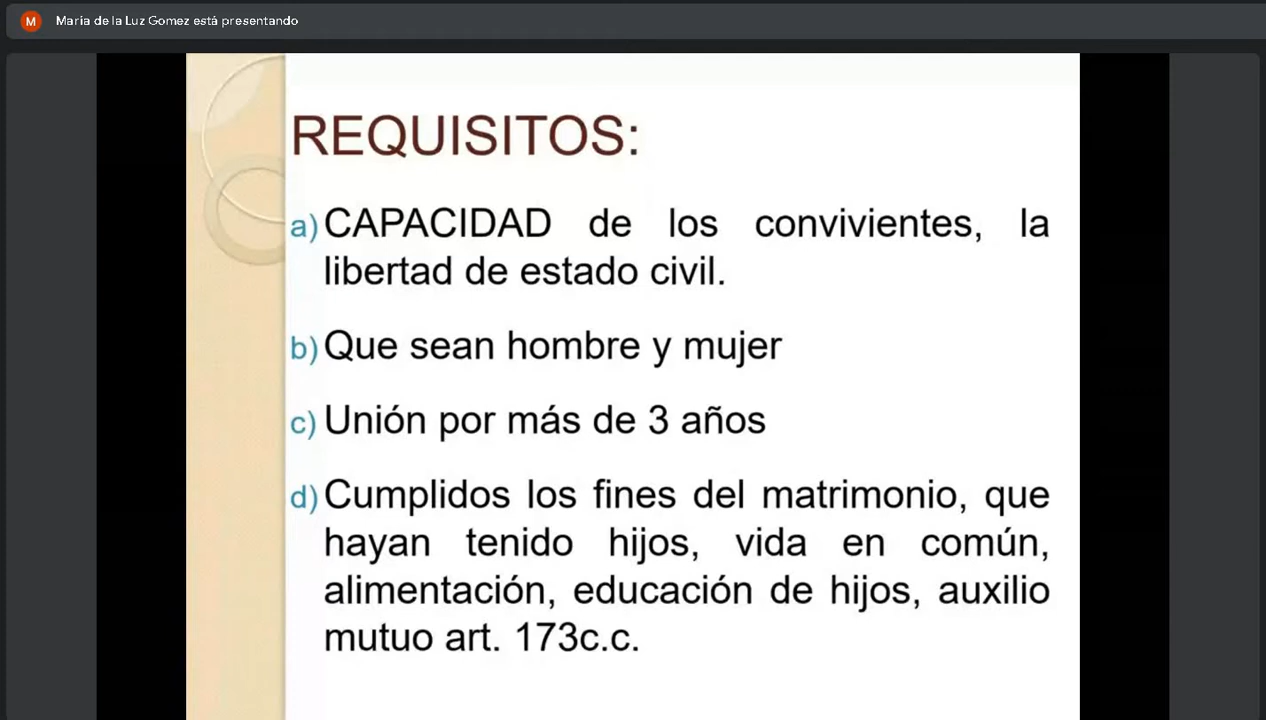 M
Maria de la Luz Gomez está presentando
REQUISITOS:
a) CAPACIDAD de los convivientes, la
libertad de estado civil.
b) Que sean hombre y mujer
c) Unión por más de 3 años
d) Cumplidos los fines del matrimonio, que
hayan tenido hijos, vida en común,
alimentación, educación de hijos, auxilio
mutuo art. 173c.c.